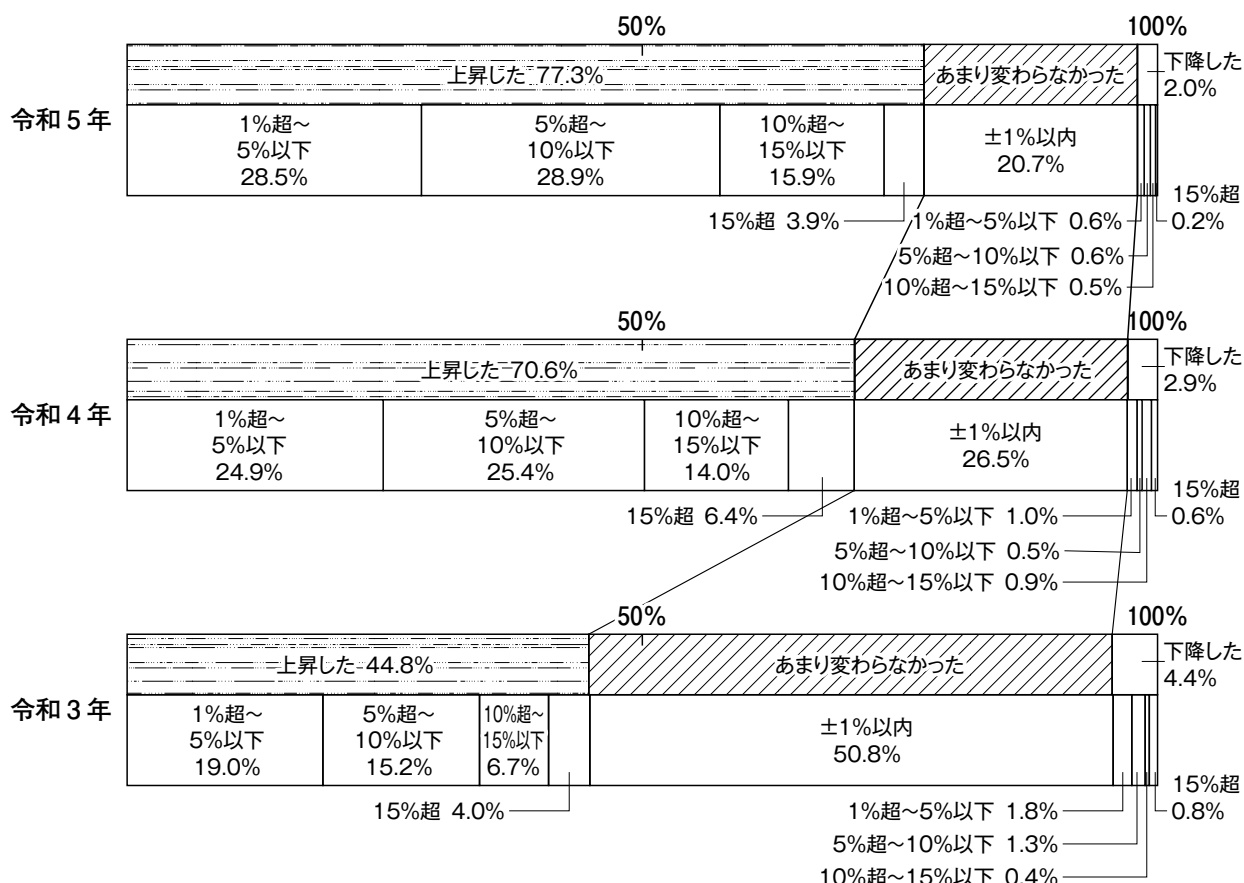 50%
100%
上昇した 77.3%
あまり変わらなかった
下降した
2.0%
令和5年
1%超～
5%以下
28.5%
5%超～
10%以下
28.9%
10%超～
15%以下
15.9%
±1%以内
20.7%
15%超 3.9%
1%超～5%以下 0.6%
15%超
0.2%
5%超～10%以下 0.6%
10%超～15%以下 0.5%
50%
100%
上昇した 70.6%
あまり変わらなかった
下降した
2.9%
令和4年
1%超～
5%以下
24.9%
5%超～
10%以下
25.4%
10%超～
15%以下
14.0%
±1%以内
26.5%
15%超 6.4%
1%超～5%以下 1.0%
15%超
0.6%
5%超～10%以下 0.5%
10%超～15%以下 0.9%
50%
100%
上昇した 44.8%
あまり変わらなかった
下降した
4.4%
令和3年
1%超～
5%以下
19.0%
5%超～
10%以下
15.2%
10%超～
15%以下
6.7%
±1%以内
50.8%
15%超 4.0%
1%超～5%以下 1.8%
15%超
0.8%
5%超～10%以下 1.3%
10%超～15%以下 0.4%